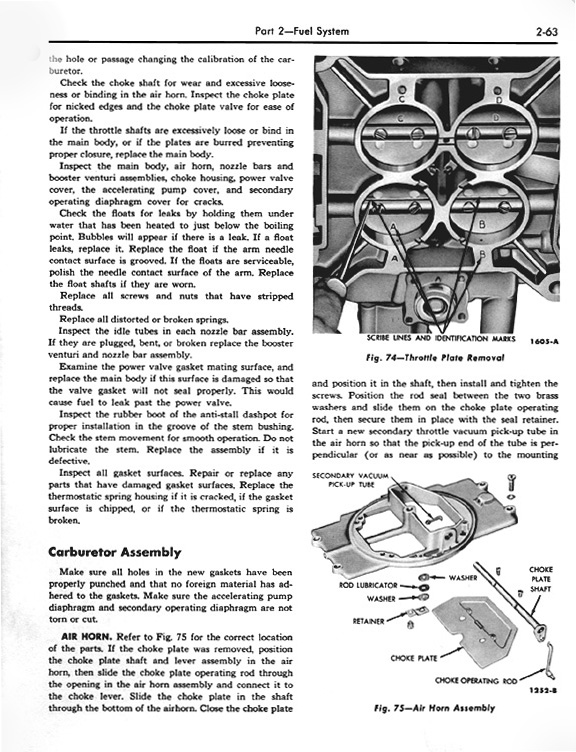 Part 2—Fuel System
2-63
the hole or passage changing the calibration of the car-
buretor.
Check the choke shaft for wear and excessive loose-
ness or binding in the air horn. Inspect the choke plate
for nicked edges and the choke plate valve for ease of
operation.
If the throttle shafts are excessively loose or bind in
the main body, or if the plates are burred preventing
proper closure, replace the main body.
Inspect the main body, air horn, nozzle bars and
booster venturi assemblies, choke housing, power valve
cover, the accelerating pump cover, and secondary
operating diaphragm cover for cracks.
Check the floats for leaks by holding them under
water that has been heated to just below the boiling
point. Bubbles will appear if there is a leak. If a float
leaks, replace it. Replace the float if the arm needle
contact surface is grooved. If the floats are serviceable,
polish the needle contact surface of the arm. Replace
the float shafts if they are worn.
Replace all screws and nuts that have stripped
threads.
Replace all distorted or broken springs.
Inspect the idle tubes in each nozzle bar assembly.
If they are plugged, bent, or broken replace the booster
venturi and nozzle bar assembly.
Examine the power valve gasket mating surface, and
replace the main body if this surface is damaged so that
the valve gasket will not seal properly. This would
cause fuel to leak past the power valve.
Inspect the rubber boot of the anti-stall dashpot for
proper installation in the groove of the stem bushing.
Check the stem movement for smooth operation. Do not
lubricate the stem. Replace the assembly if it is
defective.
Inspect all gasket surfaces. Repair or replace any
parts that have damaged gasket surfaces. Replace the
thermostatic spring housing if it is cracked, if the gasket
surface is chipped, or if the thermostatic spring is
broken.
Carburetor Assembly
Make sure all holes in the new gaskets have been
properly punched and that no foreign material has ad-
hered to the gaskets. Make sure the accelerating pump
diaphragm and secondary operating diaphragm are not
torn or cut.
AIR HORN. Refer to Fig. 75 for the correct location
of the parts. If the choke plate was removed, position
the choke plate shaft and lever assembly in the air
horn, then slide the choke plate operating rod through
the opening in the air horn assembly and connect it to
the choke lever. Slide the choke plate in the shaft
through the bottom of the airhorn. Close the choke plate
C
D
C
D
A
B
A
B
SCRIBE LINES AND IDENTIFICATION MARKS
1605-A
Fig. 74—Throttle Plate Removal
and position it in the shaft, then install and tighten the
screws. Position the rod seal between the two brass
washers and slide them on the choke plate operating
rod, then secure them in place with the seal retainer.
Start a new secondary throttle vacuum pick-up tube in
the air horn so that the pick-up end of the tube is per-
pendicular (or as near as possible) to the mounting
SECONDARY VACUUM
PICK-UP TUBE
WASHER
ROD LUBRICATOR
WASHER
RETAINER
CHOKE
PLATE
SHAFT
CHOKE PLATE
CHOKE OPERATING ROD
1252-B
Fig. 75—Air Horn Assembly